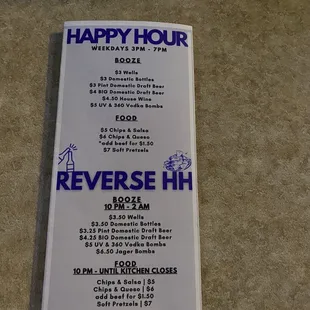 HAPPY HOUR
WEEKDAYS 3PM - 7PM
BOOZE
$3 Wells
$3 Domestic Bottles
$3 Pint Domestic Draft Beer
$4 BIG Domestic Draft Beer
$4.50 House Wine
$5 UV & 360 Vodka Bombs
FOOD
$5 Chips & Salsa
$6 Chips & Queso
*add beef for $1.50
$7 Soft Pretzels
REVERSE HH
BOOZE
10 PM - 2 AM
$3.50 Wells
$3.50 Domestic Bottles
$3.25 Pint Domestic Draft Beer
$4.25 BIG Domestic Draft Beer
$5 UV & 360 Vodka Bombs
$6.50 Jager Bombs
FOOD
10 PM - UNTIL KITCHEN CLOSES
Chips & Salsa | $5
Chips & Queso | $6
add beef for $1.50
Soft Pretzels | $7